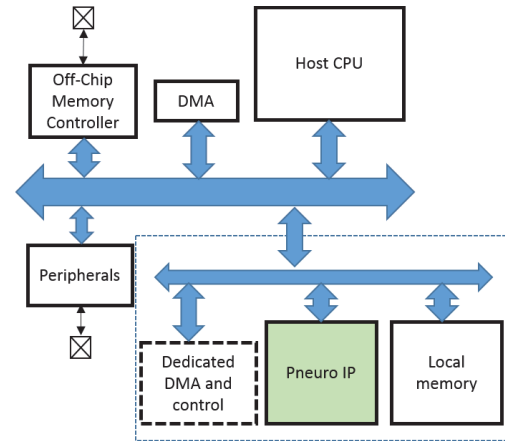 Off-Chip
Memory
Controller
DMA
Host CPU
Peripherals
Dedicated
DMA and
control
Pneuro IP
Local
memory